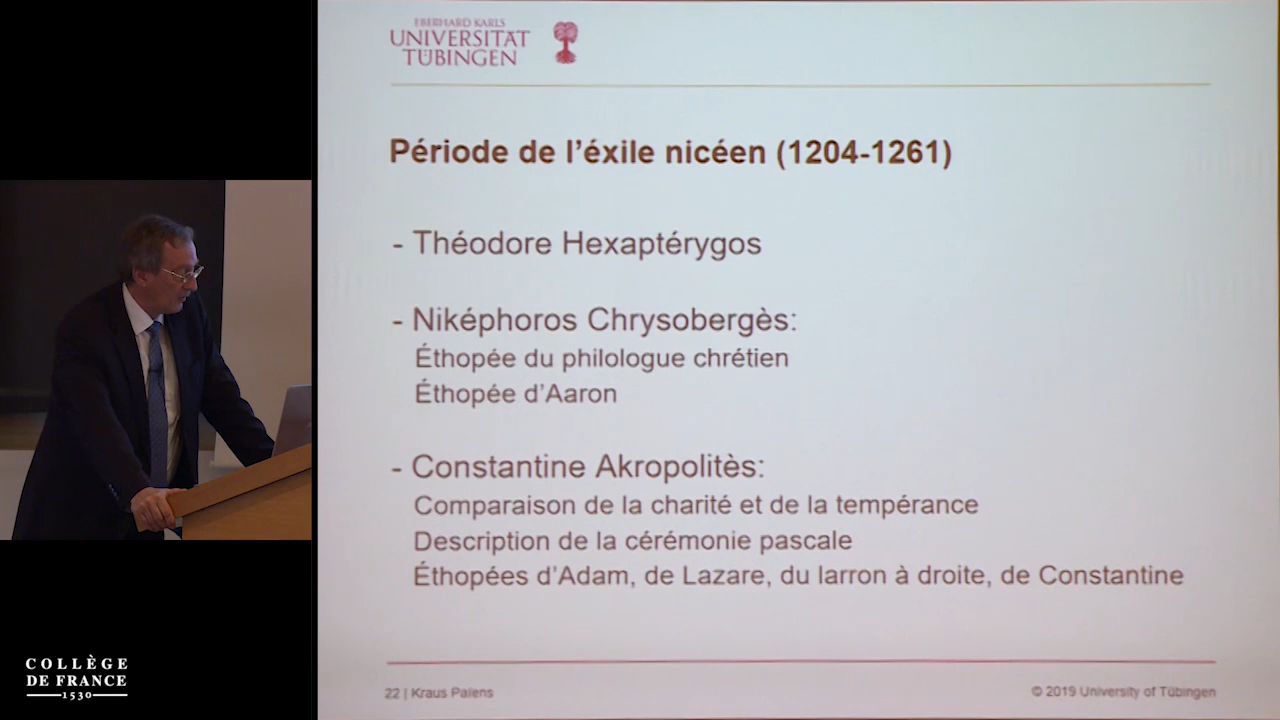 EBERHARD KARLS
UNIVERSITÄT
TÜBINGEN
Période de l’éxile nicéen (1204-1261)
- Théodore Hexaptérygos
- Niképhoros Chrysobergès:
Éthopée du philologue chrétien
Éthopée d’Aaron
- Constantine Akropolitès:
Comparaison de la charité et de la tempérance
Description de la cérémonie pascale
Éthopées d’Adam, de Lazare, du larron à droite, de Constantine
22 | Kraus Païens
© 2019 University of Tübingen
COLLÈGE
DE FRANCE
1530